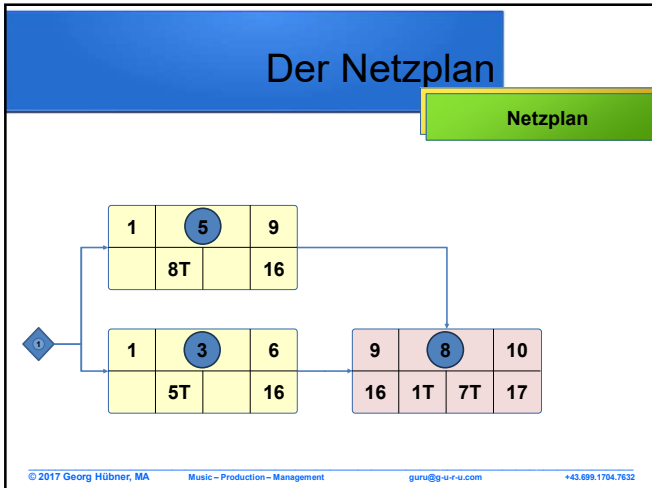 Der Netzplan
Netzplan
1 5 9
8T 16
1
1 3 6
5T 16
9 8 10
16 1T 7T 17
© 2017 Georg Hübner, MA Music – Production – Management guru@g-u-r-u.com +43.699.1704.7632